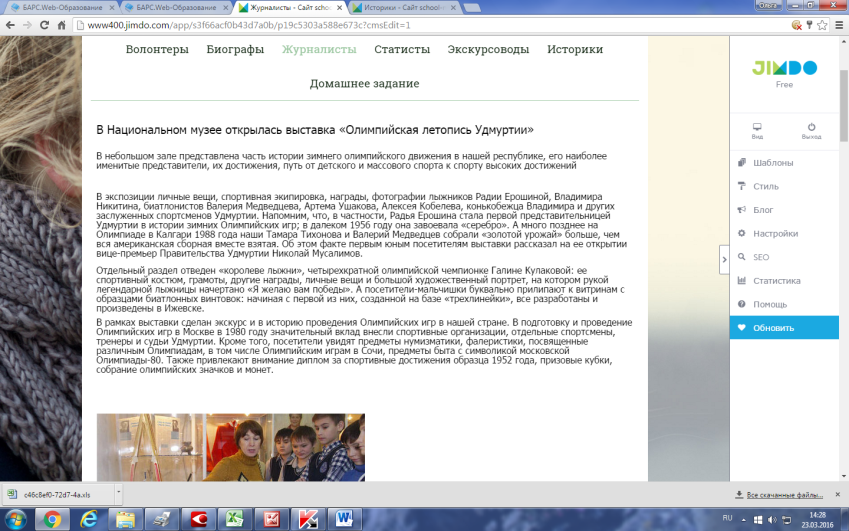 БАРС.Web-Образование
БАРС.Web-Образование
Журналисты - Сайт school
Историки - Сайт school
Ольга
www400.jimdo.com/app/s3f66acf0b43d7a0b/p19c5303a588e673c?cmsEdit=1
Волонтеры Биографы Журналисты Статисты Экскурсоводы Историки
Домашнее задание
В Национальном музее открылась выставка «Олимпийская летопись Удмуртии»
В небольшом зале представлена часть истории зимнего олимпийского движения в нашей республике, его наиболее
именитые представители, их достижения, путь от детского и массового спорта к спорту высоких достижений
В экспозиции личные вещи, спортивная экипировка, награды, фотографии лыжников Радии Ерошиной, Владимира
Никитина, биатлонистов Валерия Медведцева, Артема Ушакова, Алексея Кобелева, конькобежца Владимира и других
заслуженных спортсменов Удмуртии. Напомним, что, в частности, Радья Ерошина стала первой представительницей
Удмуртии в истории зимних Олимпийских игр; в далеком 1956 году она завоевала «серебро». А много позднее на
Олимпиаде в Калгари 1988 года наши Тамара Тихонова и Валерий Медведцев собрали «золотой урожай» больше, чем
вся американская сборная вместе взятая. Об этом факте первым юным посетителям выставки рассказал на ее открытии
вице-премьер Правительства Удмуртии Николай Мусалимов.
Отдельный раздел отведен «королеве лыжни», четырехкратной олимпийской чемпионке Галине Кулаковой: ее
спортивный костюм, грамоты, другие награды, личные вещи и большой художественный портрет, на котором рукой
легендарной лыжницы начертано «Я желаю вам победы». А посетители-мальчишки буквально прилипают к витринам с
образцами биатлонных винтовок: начиная с первой из них, созданной на базе «трехлинейки», все разработаны и
произведены в Ижевске.
В рамках выставки сделан экскурс и в историю проведения Олимпийских игр в нашей стране. В подготовку и проведение
Олимпийских игр в Москве в 1980 году значительный вклад внесли спортивные организации, отдельные спортсмены,
тренеры и судьи Удмуртии. Кроме того, посетители увидят предметы нумизматики, фалеристики, посвященные
различным Олимпиадам, в том числе Олимпийским играм в Сочи, предметы быта с символикой московской
Олимпиады-80. Также привлекают внимание диплом за спортивные достижения образца 1952 года, призовые кубки,
собрание олимпийских значков и монет.
JIMDO
Free
Вид Выход
Шаблоны
Стиль
Блог
Настройки
SEO
Статистика
Помощь
Обновить
c46c8ef0-72d7-4a.xls
Все скачанные файлы...
RU
14:28
23.03.2016